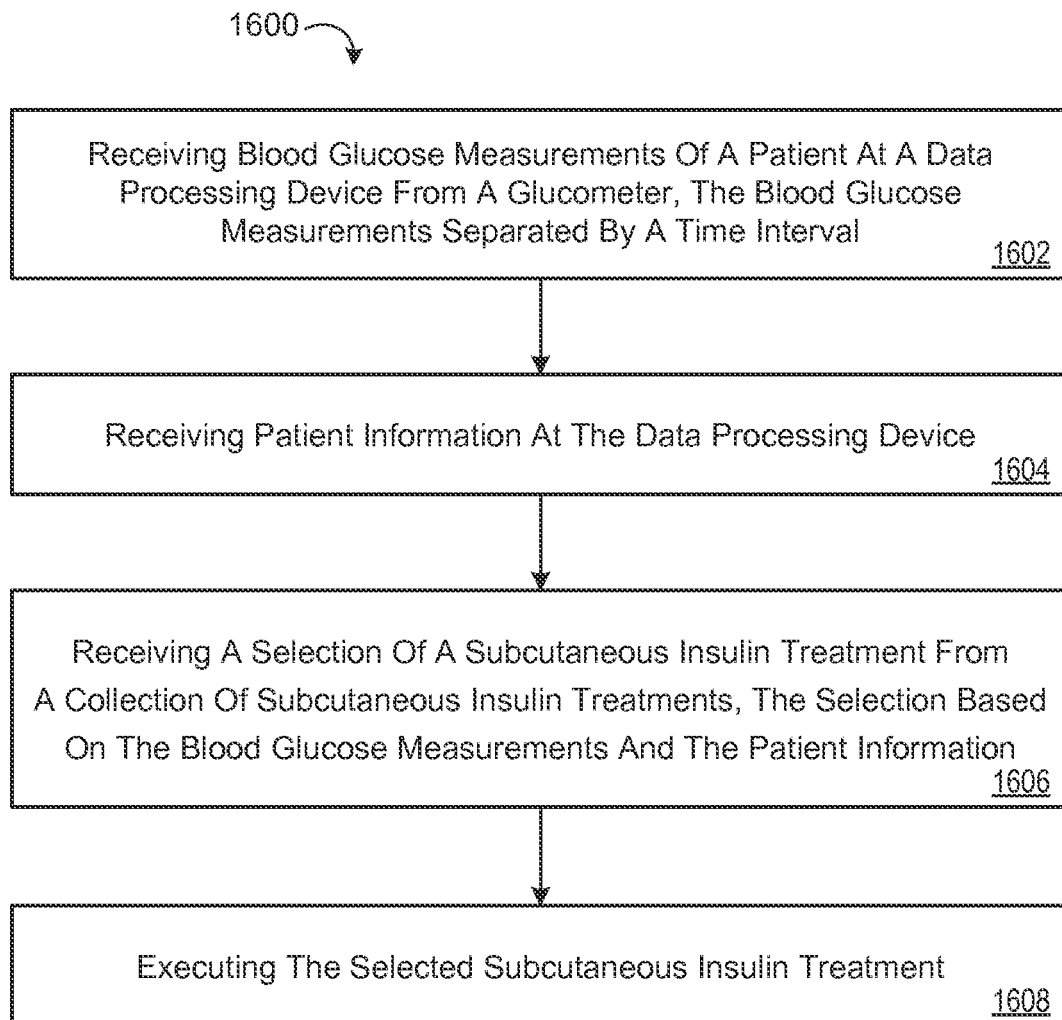 1600
Receiving Blood Glucose Measurements Of A Patient At A Data
Processing Device From A Glucometer, The Blood Glucose
Measurements Separated By A Time Interval
1602
Receiving Patient Information At The Data Processing Device
1604
Receiving A Selection Of A Subcutaneous Insulin Treatment From
A Collection Of Subcutaneous Insulin Treatments, The Selection Based
On The Blood Glucose Measurements And The Patient Information
1606
Executing The Selected Subcutaneous Insulin Treatment
1608